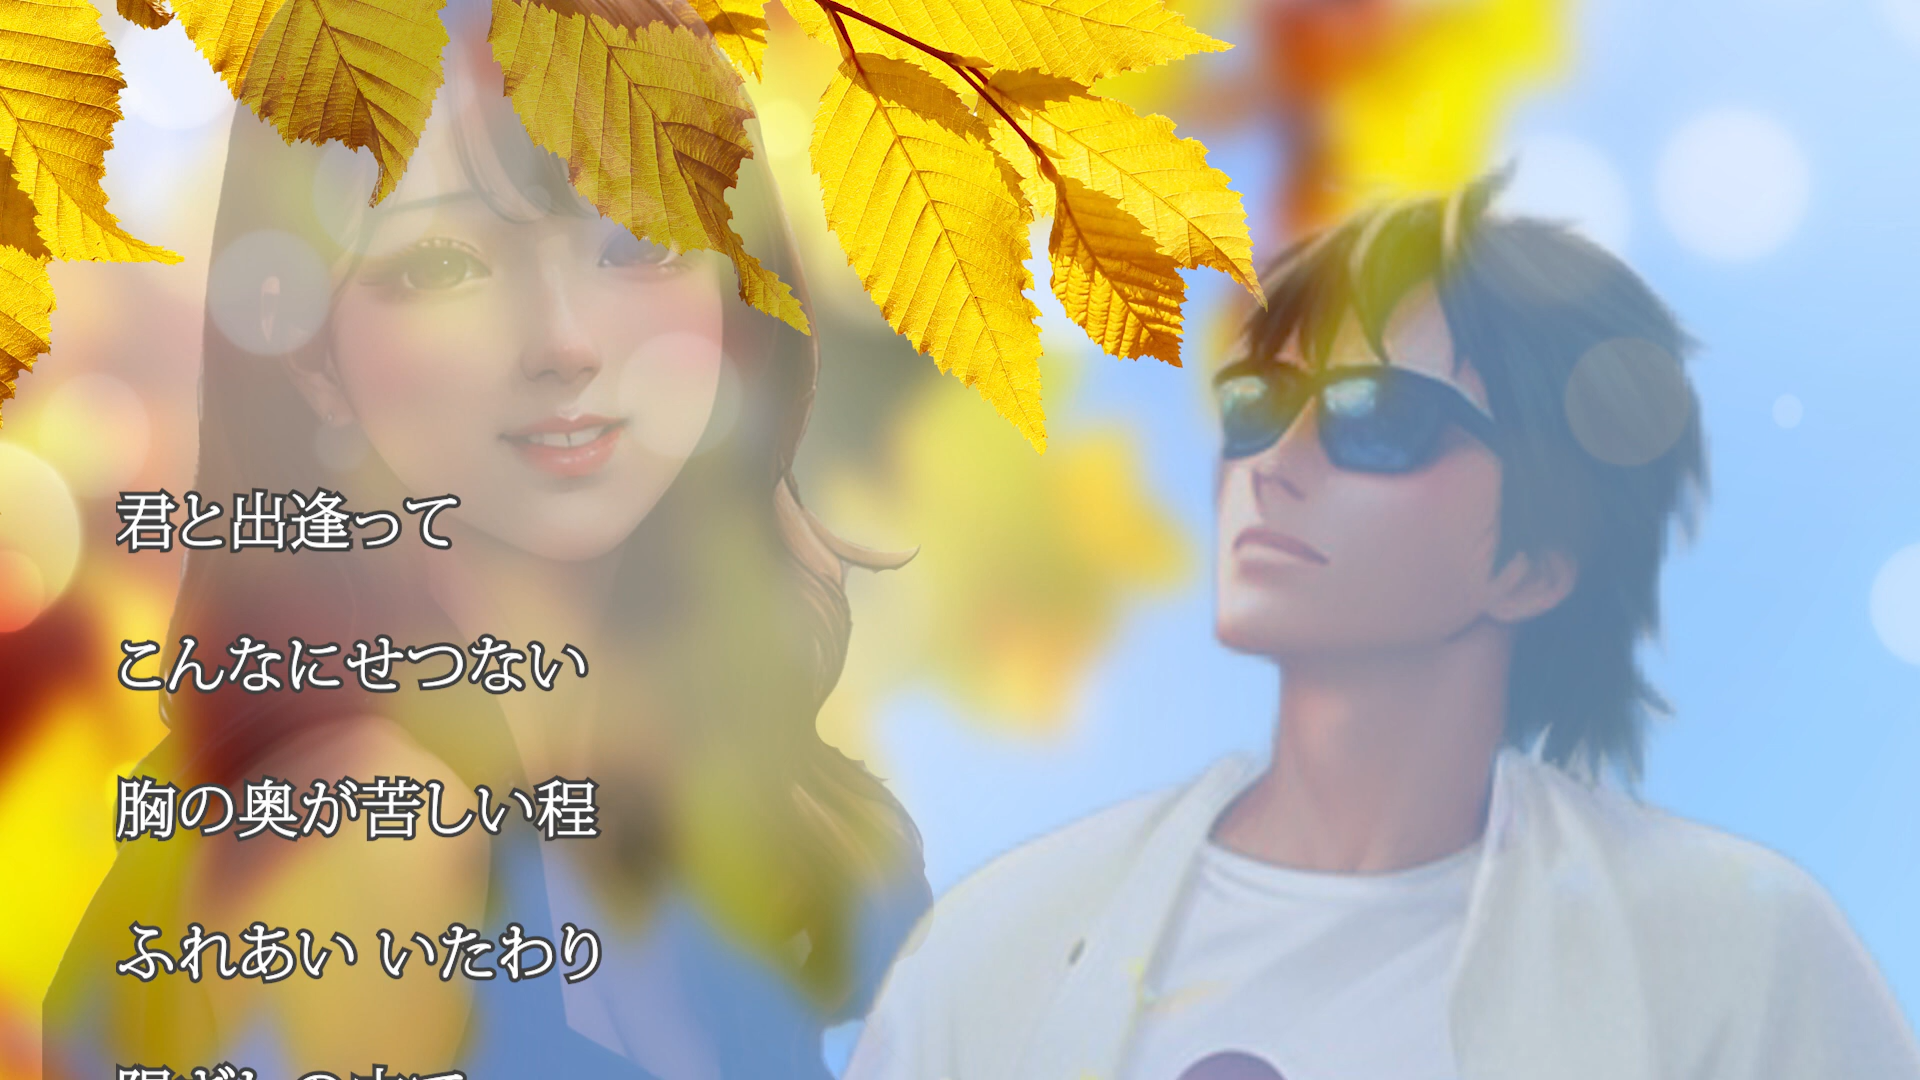 君と出逢って
こんなにせつない
胸の奥が苦しい程
ふれあい いたわり